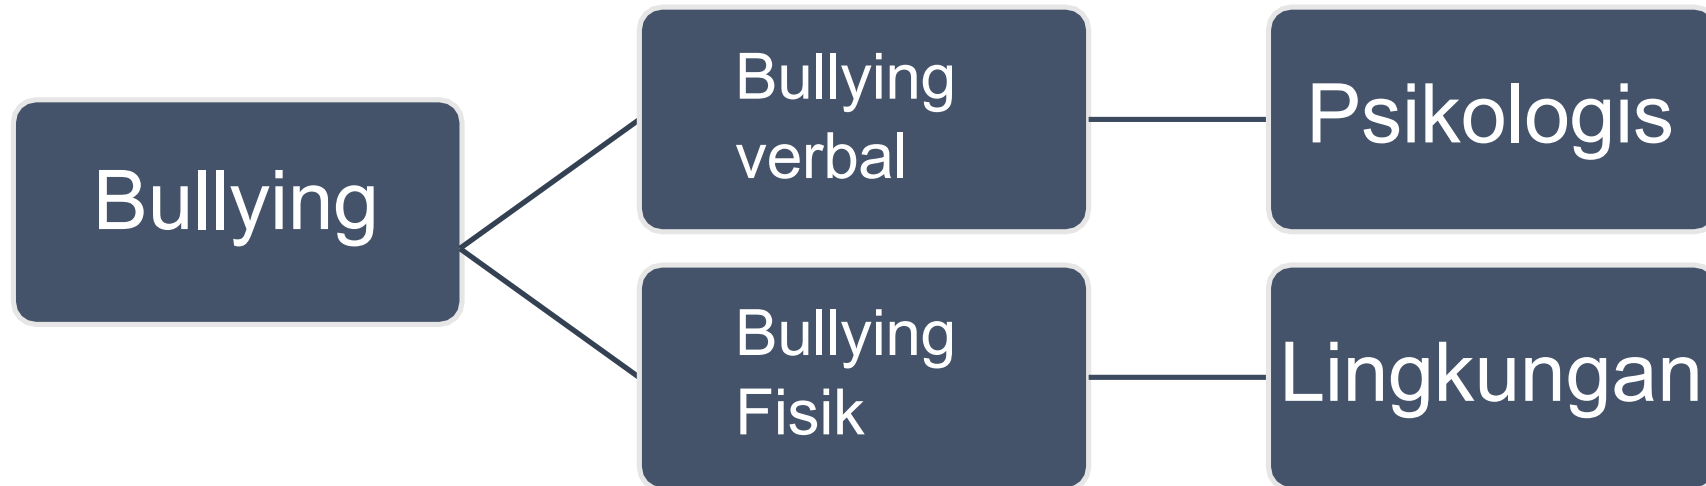 Bullying
Bullying
verbal
Psikologis
Bullying
Fisik
Lingkungan